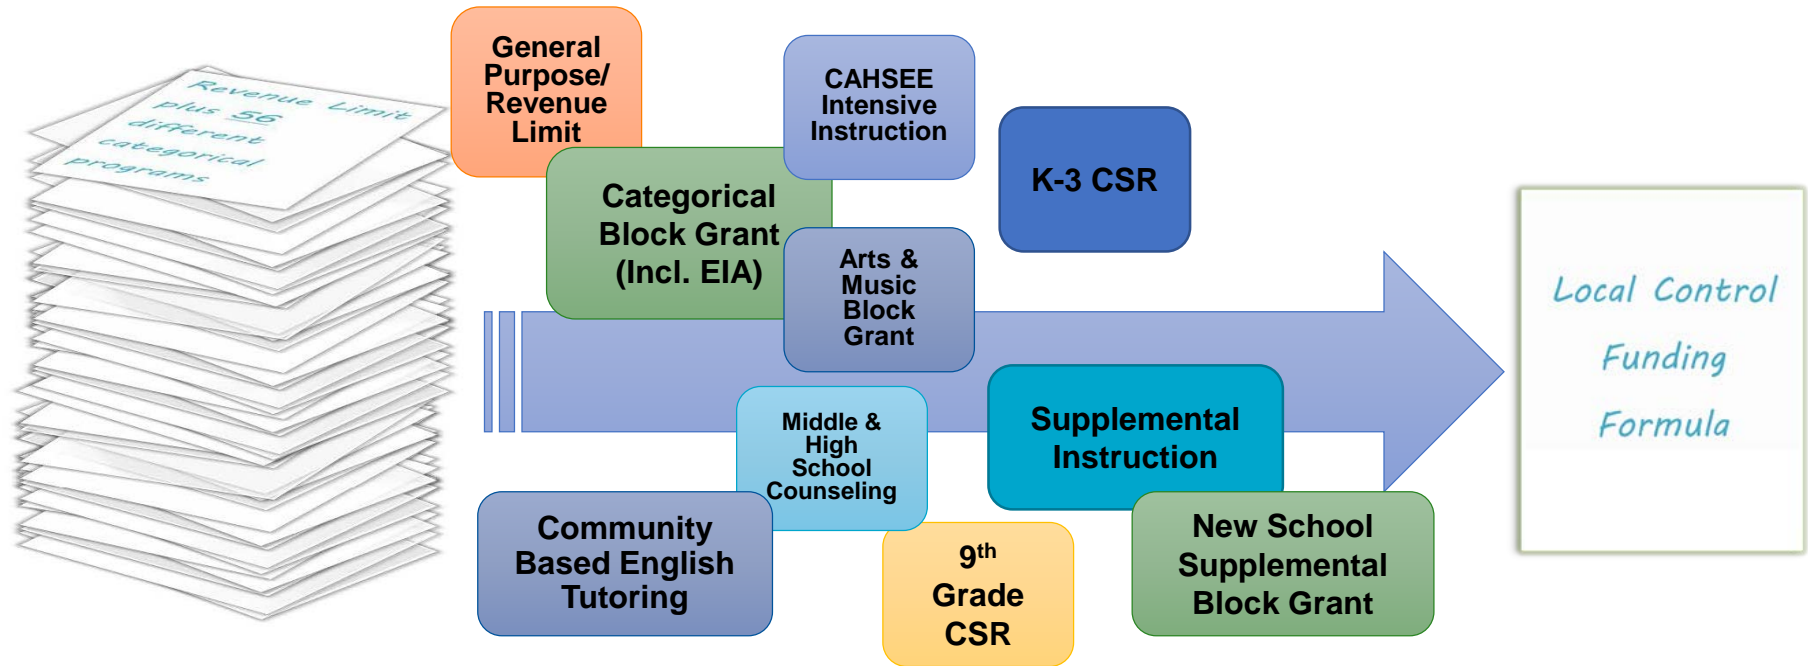 Revenue Limit
plus 56
different
categorical
programs
General
Purpose/
Revenue
Limit
Categorical
Block Grant
(Incl. EIA)
CAHSEE
Intensive
Instruction
K-3 CSR
Arts &
Music
Block
Grant
Middle &
High
School
Counseling
Supplemental
Instruction
Community
Based English
Tutoring
9th
Grade
CSR
New School
Supplemental
Block Grant
Local Control
Funding
Formula